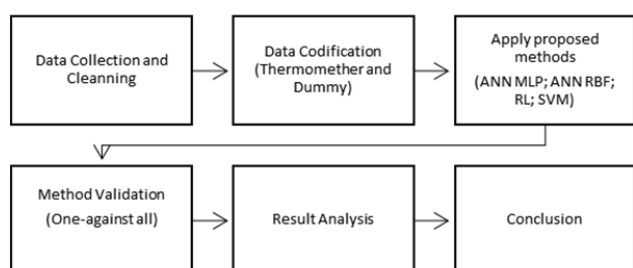 Data Collection and
Cleanning
Data Codification
(Thermomether and
Dummy)
Apply proposed
methods
(ANN MLP; ANN RBF;
RL; SVM)
Method Validation
(One-against all)
Result Analysis
Conclusion